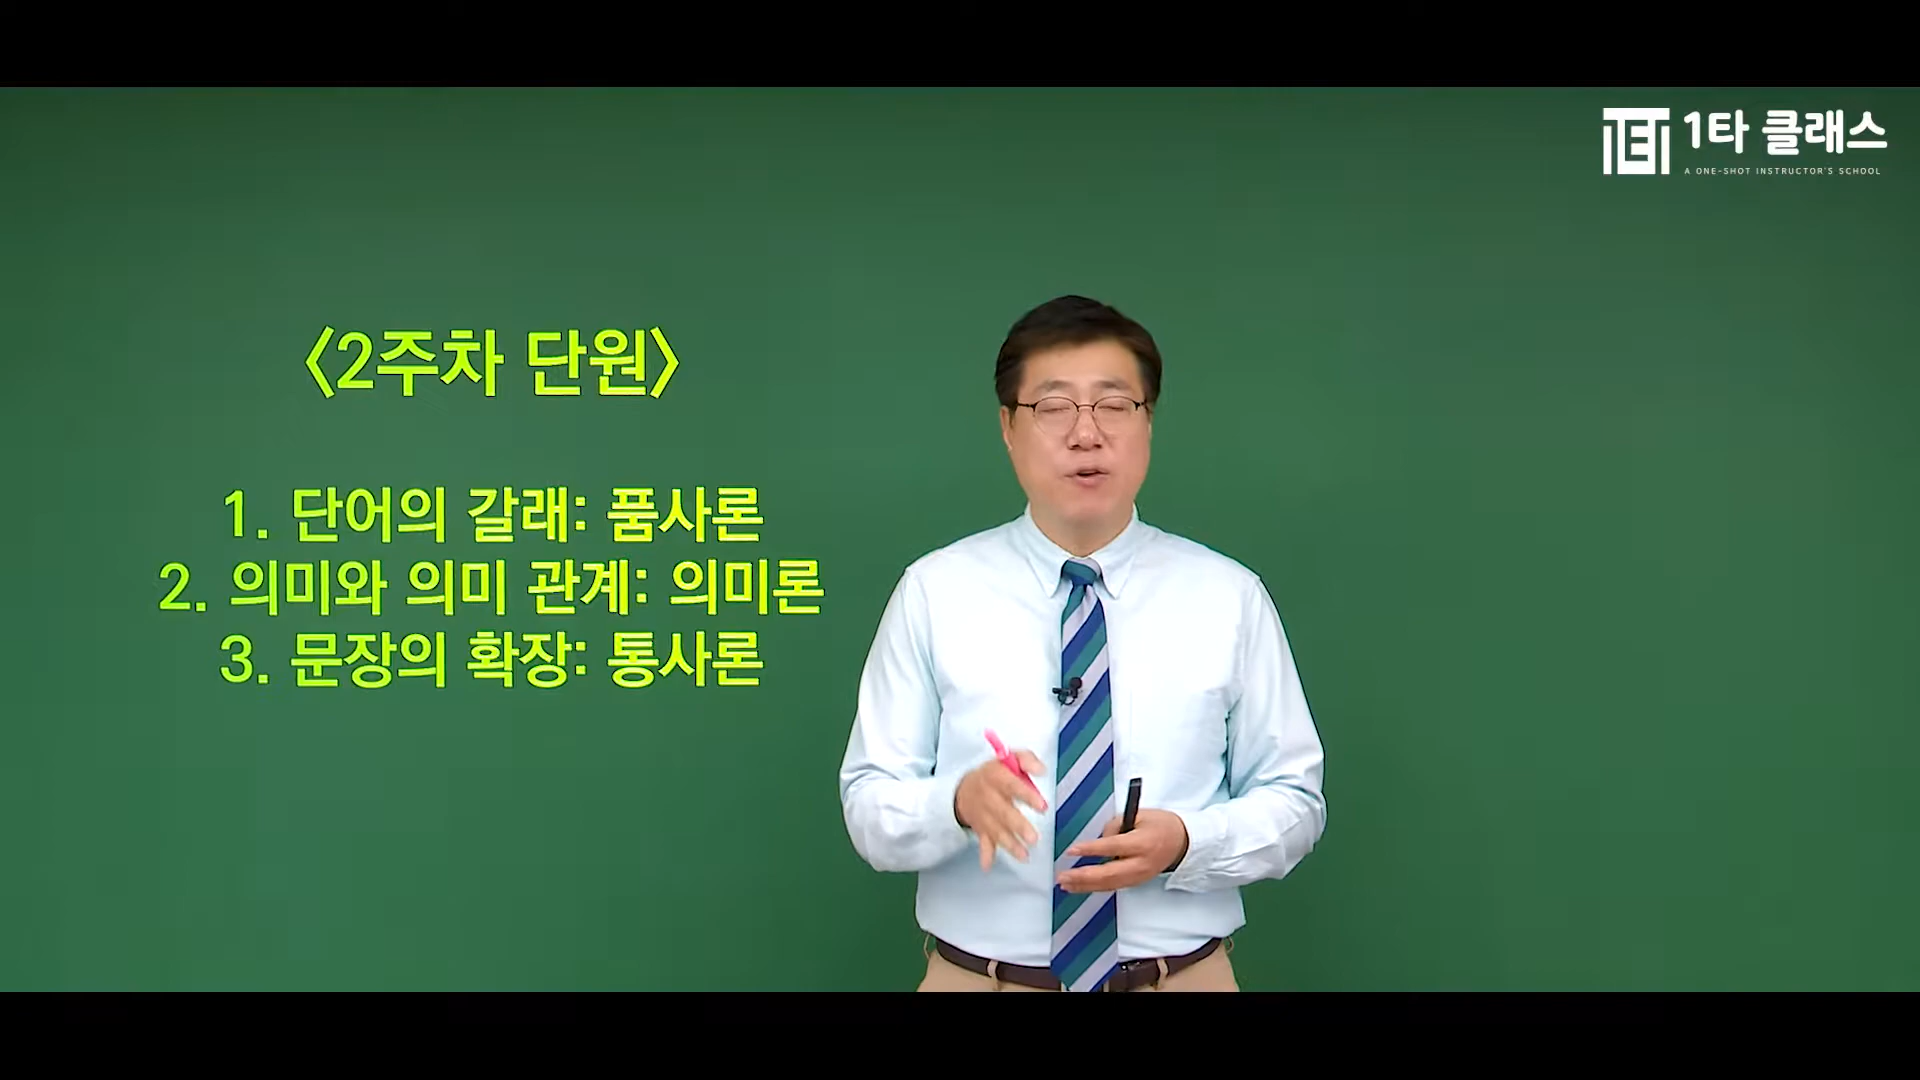 1타 클래스
A ONE-SHOT INSTRUCTOR'S SCHOOL
<2주차 단원>
1. 단어의 갈래: 품사론
2. 의미와 의미 관계: 의미론
3. 문장의 확장: 통사론